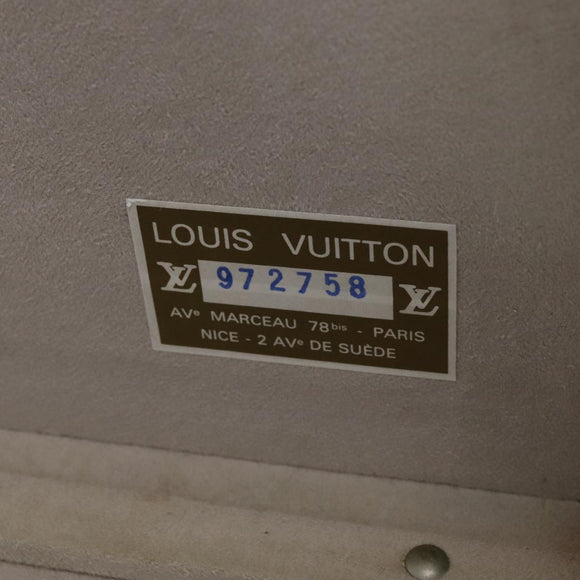 LOUIS VUITTON
LV 972758 LV
AVe MARCEAU 78bis - PARIS
NICE - 2 AVe DE SUÈDE